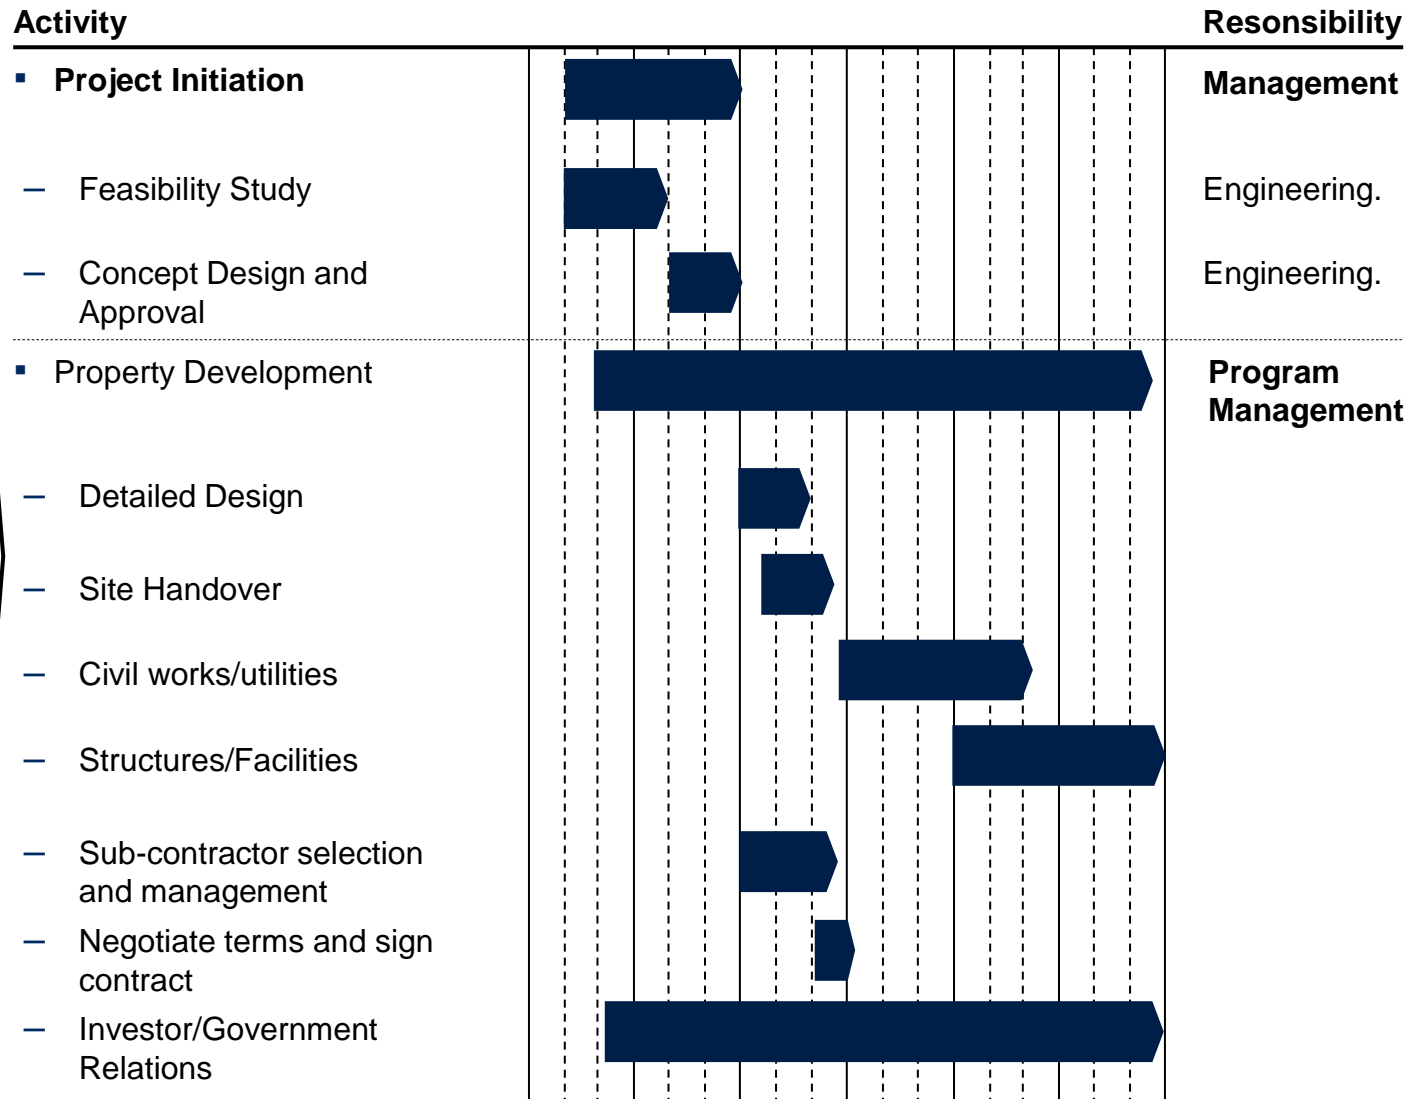 Activity Resonsibility
Project Initiation Management
– Feasibility Study Engineering.
– Concept Design and Engineering.
Approval
Property Development Program
Management
– Detailed Design
– Site Handover
– Civil works/utilities
– Structures/Facilities
– Sub-contractor selection
and management
– Negotiate terms and sign
contract
– Investor/Government
Relations